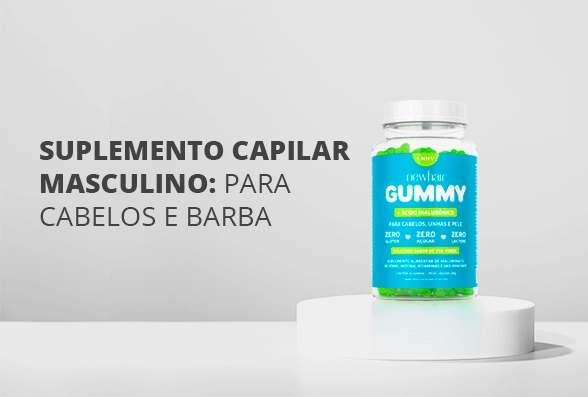 SUPLEMENTO CAPILAR
MASCULINO: PARA
CABELOS E BARBA
newhair
GUMMY
+ ÁCIDO HIALURÔNICO
PARA CABELOS, UNHAS E PELE
ZERO ZERO ZERO
GLÚTEN AÇÚCAR LACTOSE